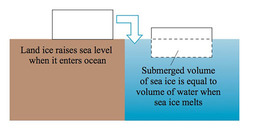 Land ice raises sea level
when it enters ocean
Submerged volume
of sea ice is equal to
volume of water when
sea ice melts